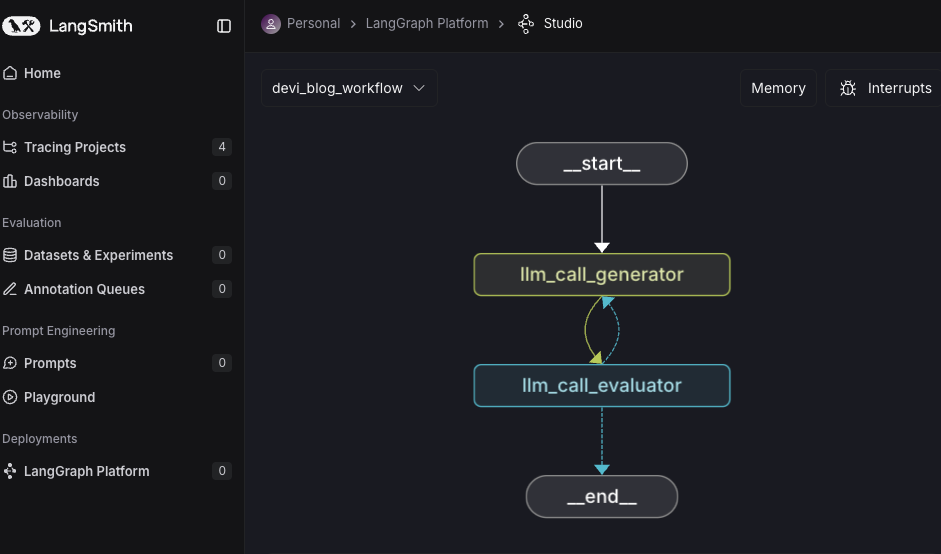 LangSmith
Personal > LangGraph Platform > Studio
Home
Observability
Tracing Projects 4
Dashboards 0
Evaluation
Datasets & Experiments 0
Annotation Queues 0
Prompt Engineering
Prompts 0
Playground
Deployments
LangGraph Platform 0
devi_blog_workflow
Memory
Interrupts
__start__
llm_call_generator
llm_call_evaluator
__end__